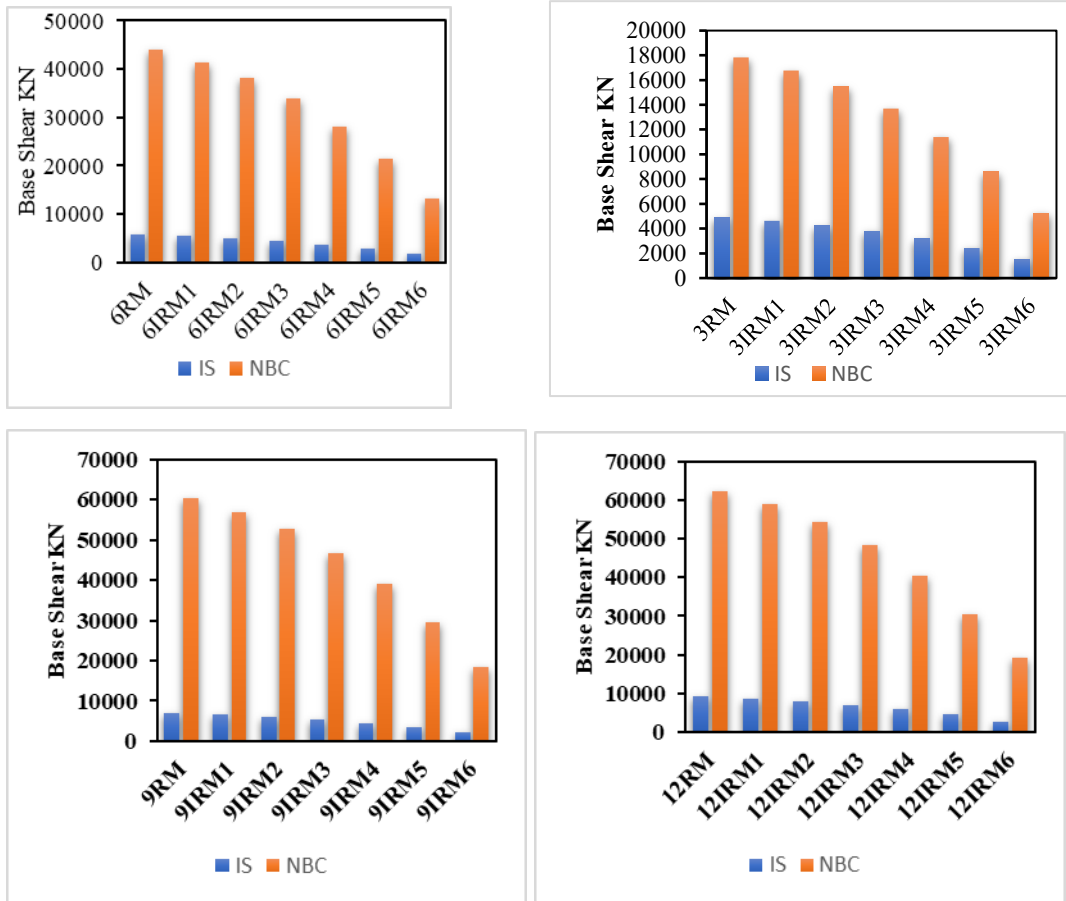 Base Shear KN
50000
40000
30000
20000
10000
0
6RM
6IRM1
6IRM2
6IRM3
6IRM4
6IRM5
6IRM6
IS NBC
Base Shear KN
20000
18000
16000
14000
12000
10000
8000
6000
4000
2000
0
3RM
3IRM1
3IRM2
3IRM3
3IRM4
3IRM5
3IRM6
IS NBC
Base Shear KN
70000
60000
50000
40000
30000
20000
10000
0
9RM
9IRM1
9IRM2
9IRM3
9IRM4
9IRM5
9IRM6
IS NBC
Base Shear KN
70000
60000
50000
40000
30000
20000
10000
0
12RM
12IRM1
12IRM2
12IRM3
12IRM4
12IRM5
12IRM6
IS NBC